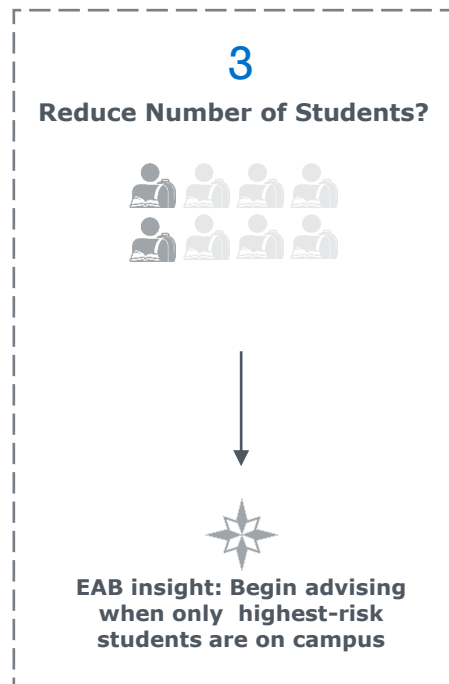 3
Reduce Number of Students?
EAB insight: Begin advising
when only  highest-risk
students are on campus